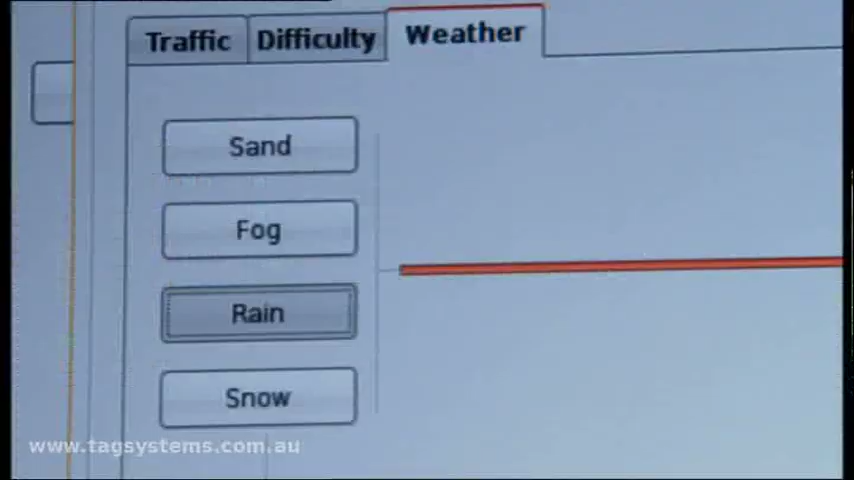 Traffic Difficulty Weather
Sand
Fog
Rain
Snow
www.tagsystems.com.au